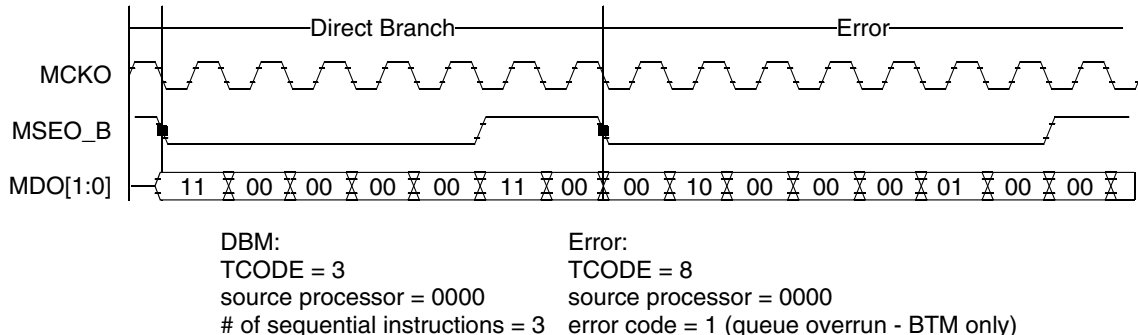 Direct Branch Error
MCKO
MSEO_B
MDO[1:0] 11 00 00 00 00 11 00 00 10 00 00 00 01 00 00
DBM: Error:
TCODE = 3 TCODE = 8
source processor = 0000 source processor = 0000
# of sequential instructions = 3 error code = 1 (queue overrun - BTM only)